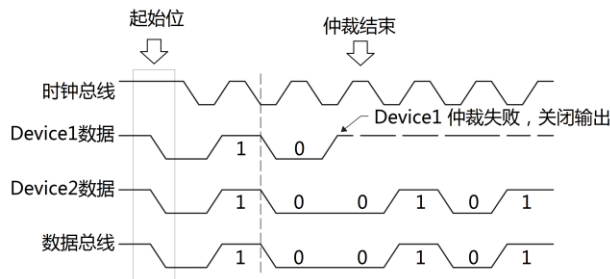 起始位
仲裁结束
时钟总线
Device1数据
1 0
Device1 仲裁失败，关闭输出
Device2数据
1 0 0 1 0 1
数据总线
1 0 0 1 0 1